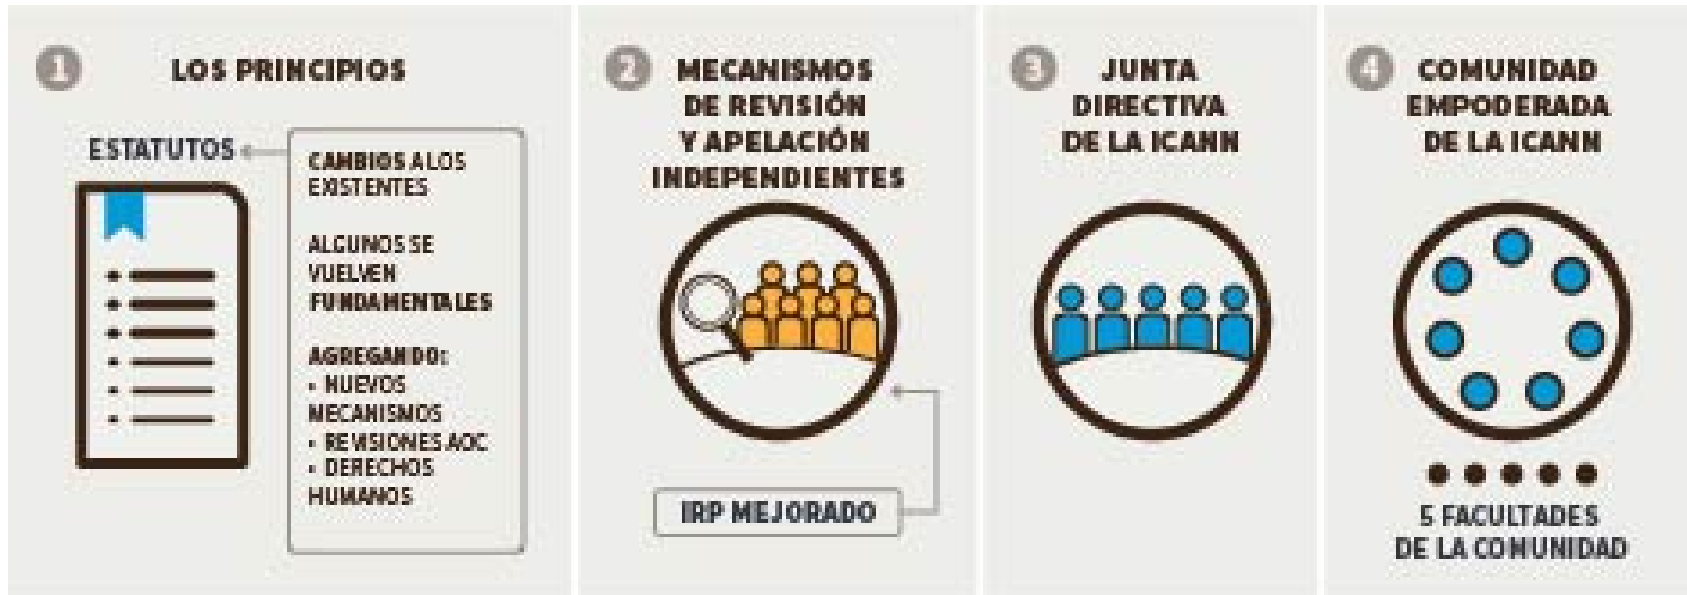 1
LOS PRINCIPIOS
ESTATUTOS
CAMBIOS A LOS
EXISTENTES
ALGUNOS SE
VUELVEN
FUNDAMENTALES
AGREGANDO:
• NUEVOS
MECANISMOS
• REVISIONES AOC
• DERECHOS
HUMANOS
2
MECANISMOS
DE REVISIÓN
Y APELACIÓN
INDEPENDIENTES
IRP MEJORADO
3
JUNTA
DIRECTIVA
DE LA ICANN
4
COMUNIDAD
EMPODERADA
DE LA ICANN
5 FACULTADES
DE LA COMUNIDAD